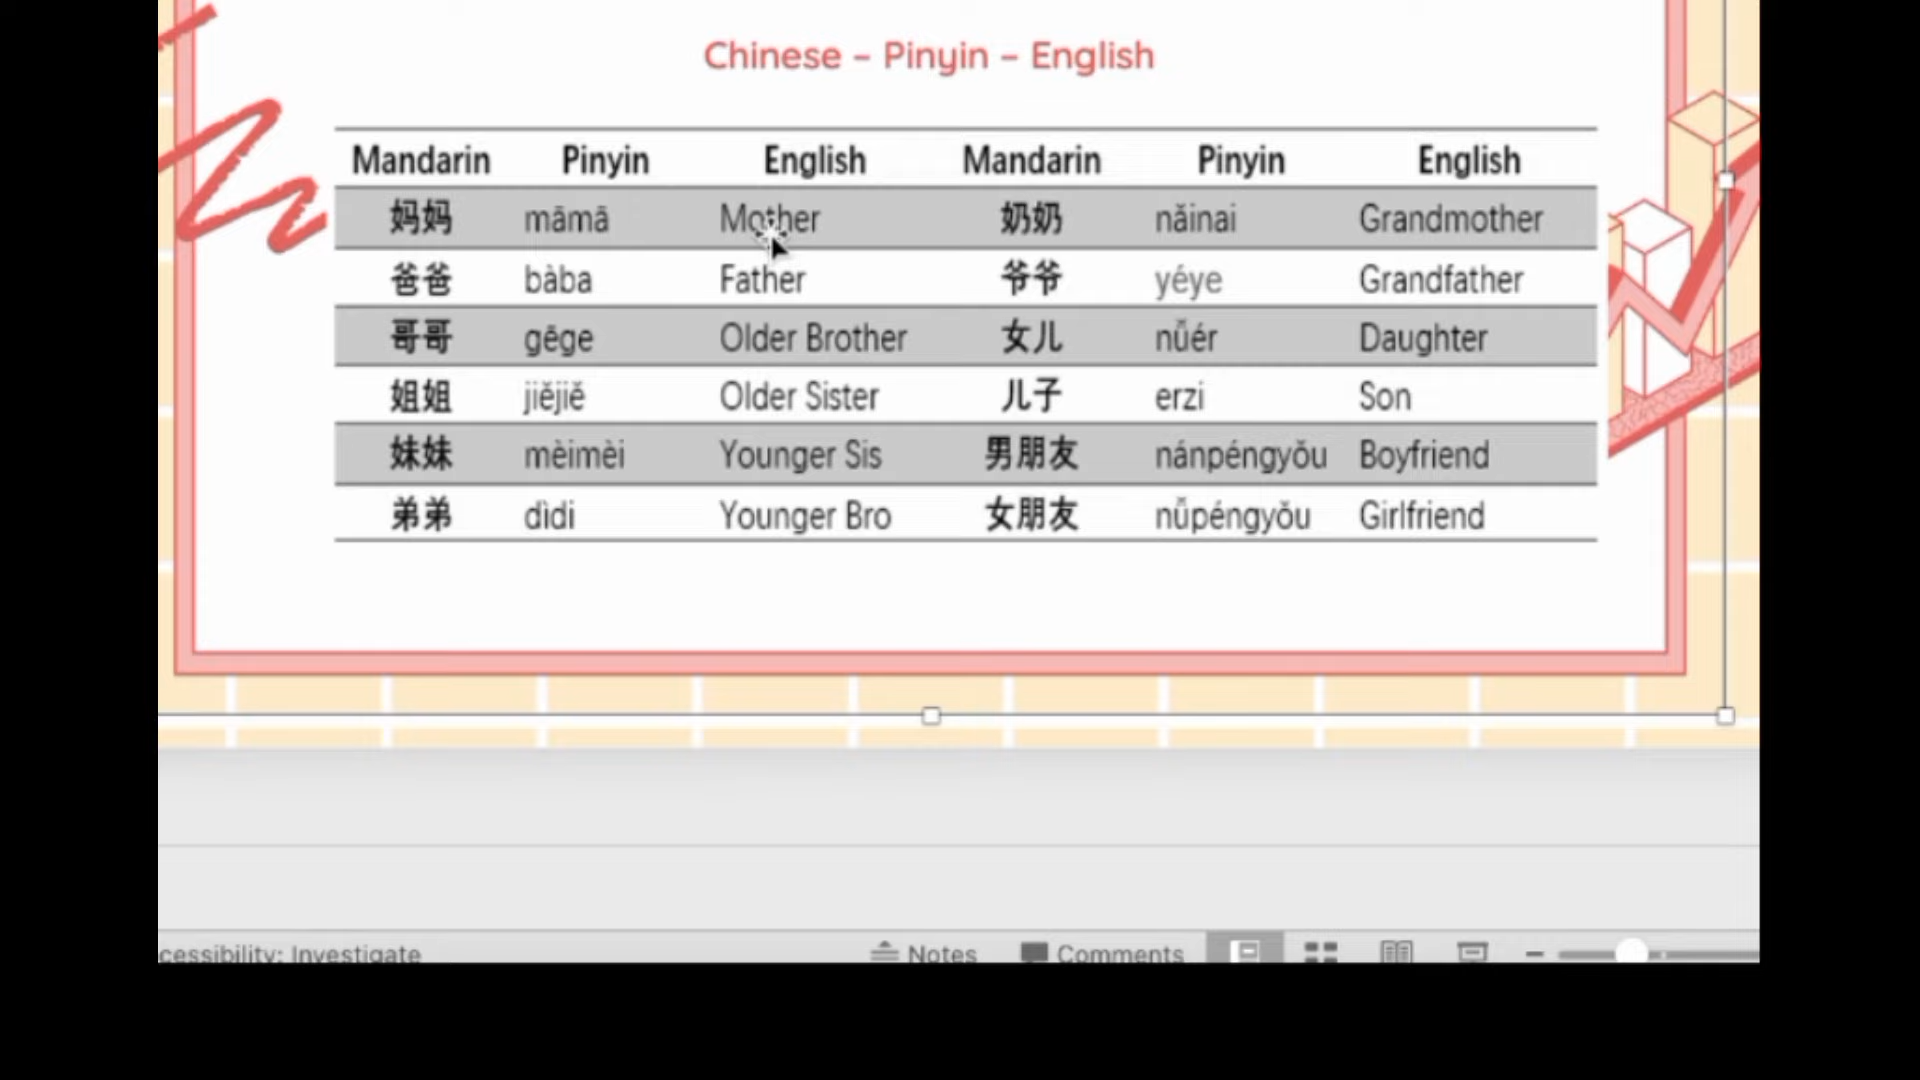 Chinese – Pinyin – English
Mandarin Pinyin English Mandarin Pinyin English
妈妈 māmā Mother 奶奶 nǎinai Grandmother
爸爸 bàba Father 爷爷 yéye Grandfather
哥哥 gēge Older Brother 女儿 nǚér Daughter
姐姐 jiějiě Older Sister 儿子 erzi Son
妹妹 mèimèi Younger Sis 男朋友 nánpéngyǒu Boyfriend
弟弟 dìdi Younger Bro 女朋友 nǚpéngyǒu Girlfriend
cessibility: Investigate Notes Comments